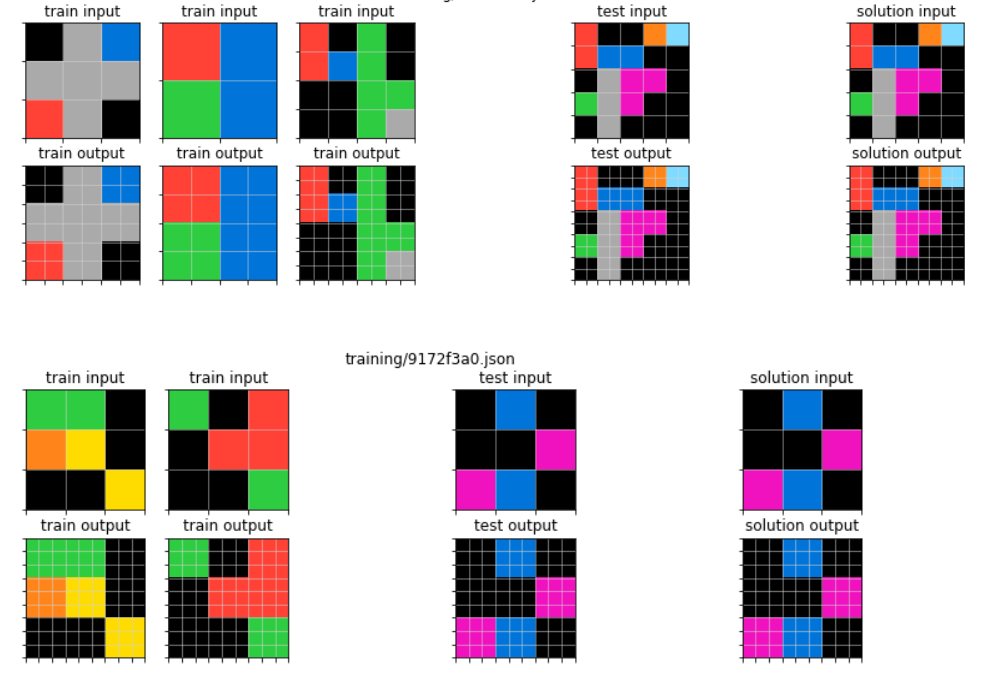 train input train input train input test input solution input
train output train output train output test output solution output
training/9172f3a0.json
train input train input test input solution input
train output train output test output solution output